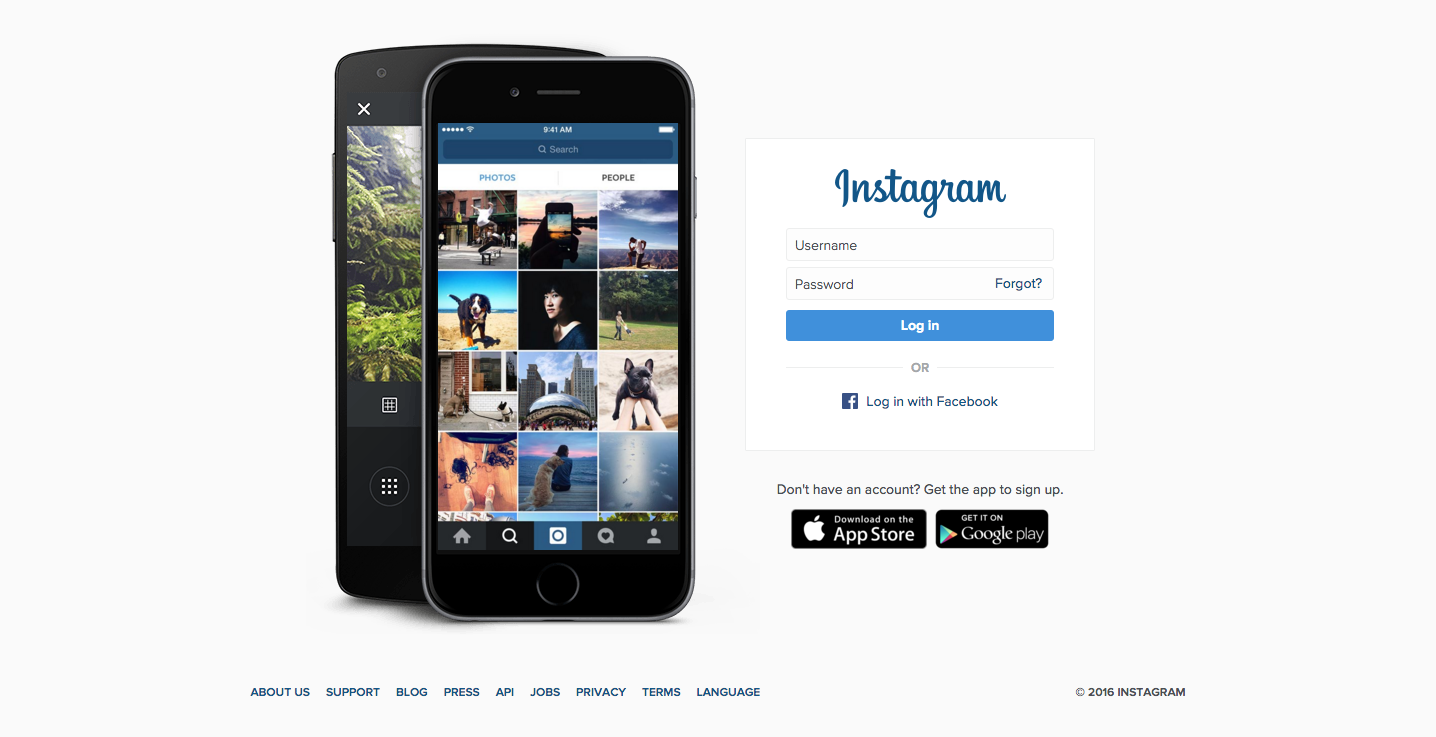 9:41 AM
Search
PHOTOS PEOPLE
Instagram
Username
Password Forgot?
Log in
OR
Log in with Facebook
Don't have an account? Get the app to sign up.
Download on the
App Store
GET IT ON
Google play
ABOUT US SUPPORT BLOG PRESS API JOBS PRIVACY TERMS LANGUAGE © 2016 INSTAGRAM